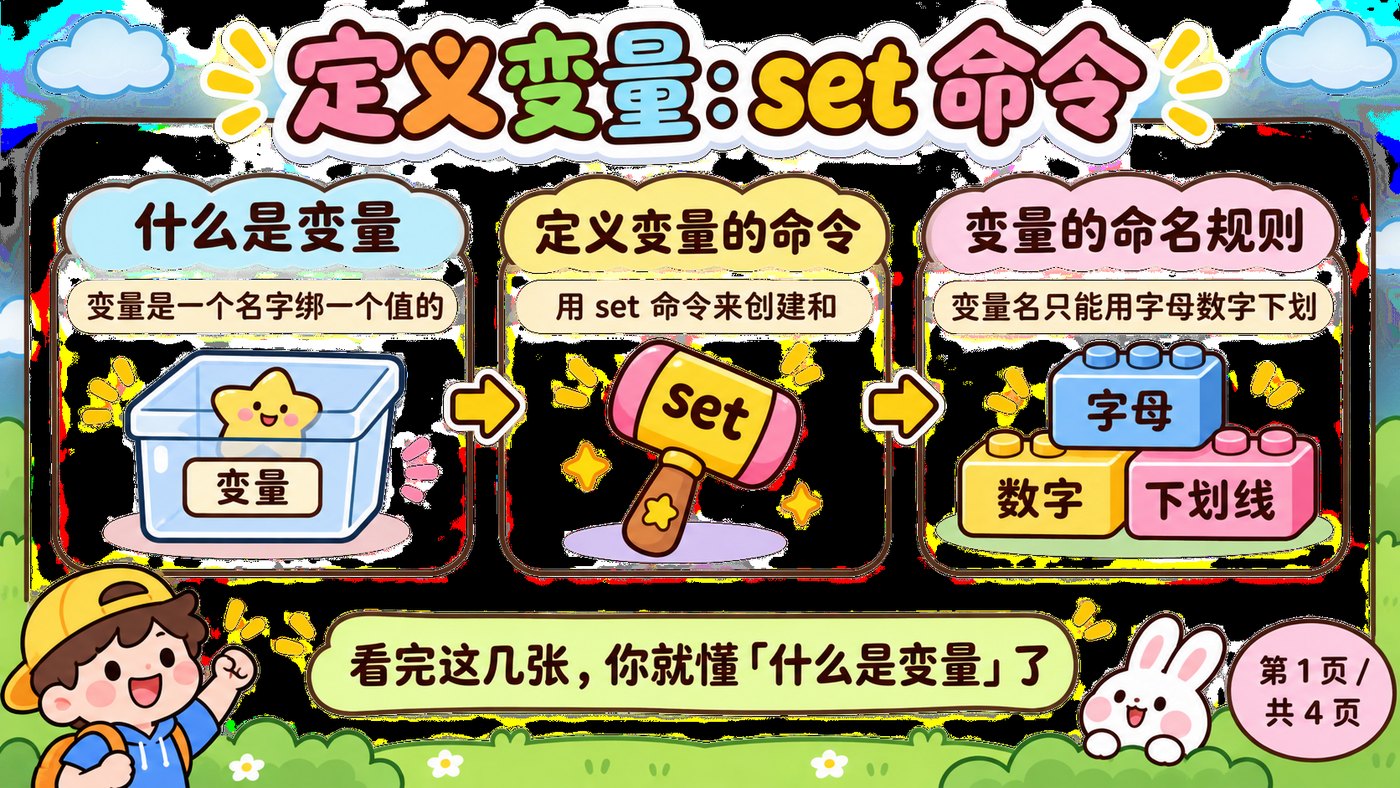 定义变量：set 命令
什么是变量
变量是一个名字绑一个值的
变量
定义变量的命令
用 set 命令来创建和
set
变量的命名规则
变量名只能用字母数字下划
字母
数字
下划线
看完这几张，你就懂「什么是变量」了
第 1 页 /
共 4 页